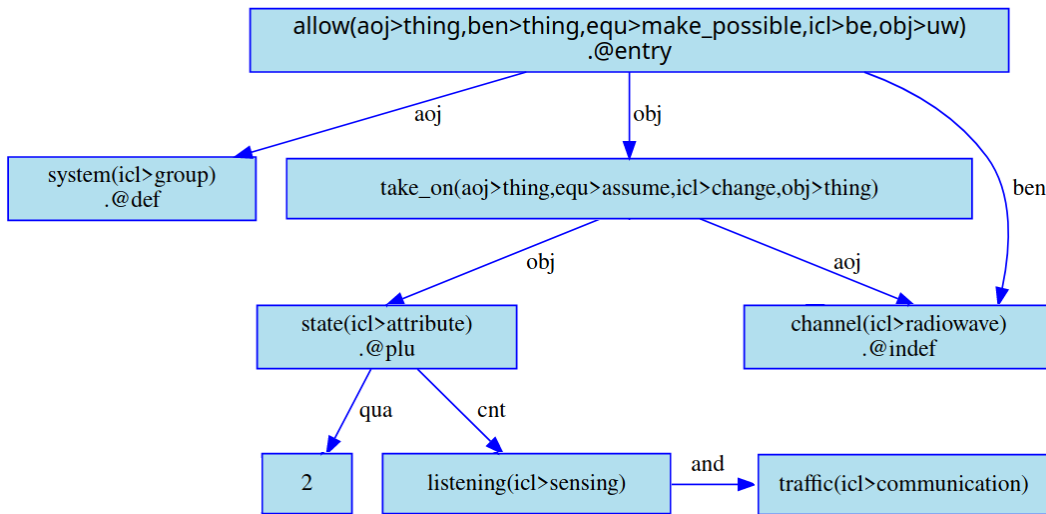 allow(aoj>thing,ben>thing,equ>make_possible,icl>be,obj>uw)
.@entry
aoj
obj
ben
system(icl>group)
.@def
take_on(aoj>thing,equ>assume,icl>change,obj>thing)
obj
aoj
state(icl>attribute)
.@plu
channel(icl>radiowave)
.@indef
qua
cnt
2
listening(icl>sensing)
and
traffic(icl>communication)